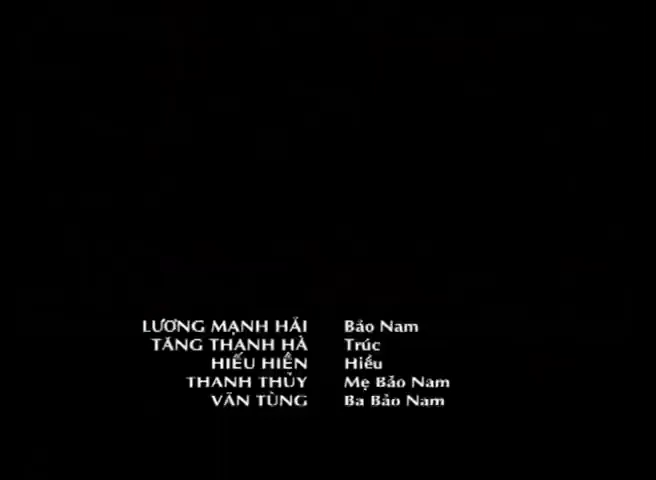 LƯƠNG MẠNH HẢI Bảo Nam
TĂNG THANH HÀ Trúc
HIẾU HIỀN Hiếu
THANH THỦY Mẹ Bảo Nam
VĂN TÙNG Ba Bảo Nam